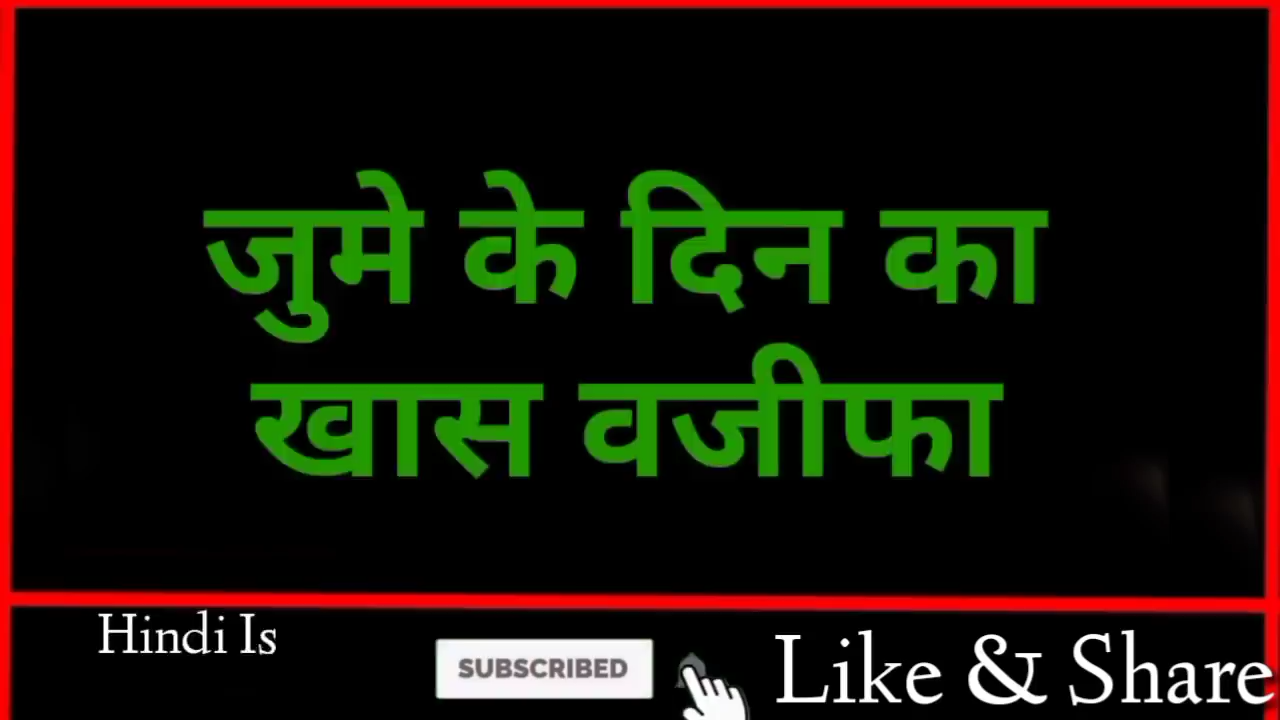 जुमे के दिन का
खास वजीफा
Hindi Is
SUBSCRIBED
Like & Share